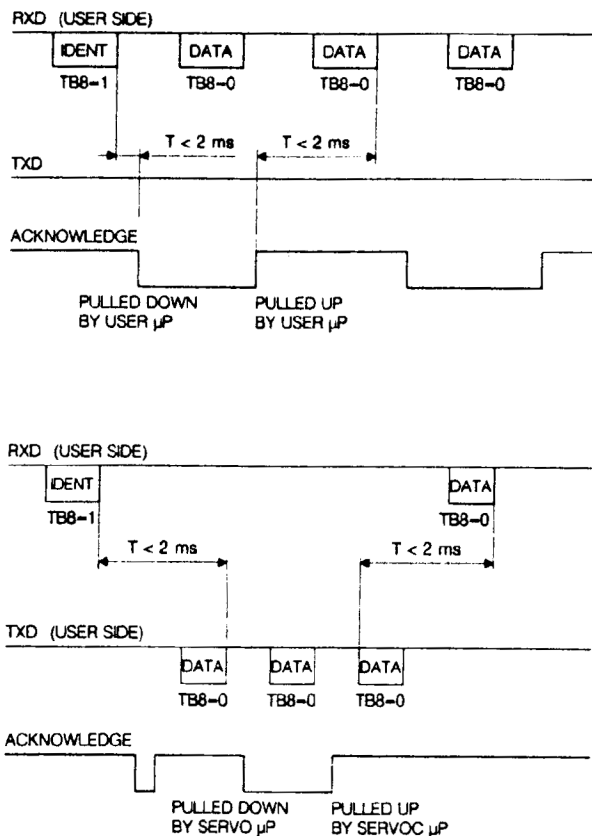 RXD (USER SIDE)
IDENT DATA DATA DATA
TB8=1 TB8=0 TB8=0 TB8=0
T < 2 ms T < 2 ms
TXD
ACKNOWLEDGE
PULLED DOWN PULLED UP
BY USER µP BY USER µP
RXD (USER SIDE)
IDENT DATA
TB8=1 TB8=0
T < 2 ms T < 2 ms
TXD (USER SIDE)
DATA DATA DATA
TB8=0 TB8=0 TB8=0
ACKNOWLEDGE
PULLED DOWN PULLED UP
BY SERVO µP BY SERVOC µP